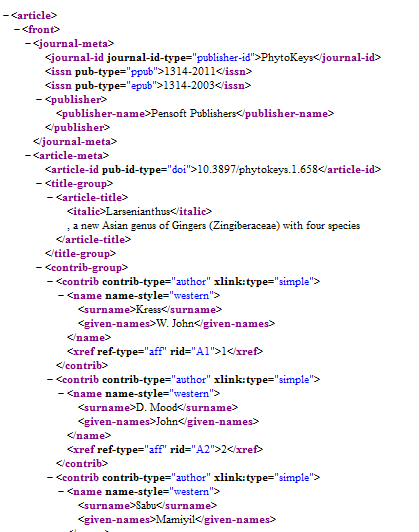 − <article>
− <front>
− <journal-meta>
<journal-id journal-id-type="publisher-id">PhytoKeys</journal-id>
<issn pub-type="ppub">1314-2011</issn>
<issn pub-type="epub">1314-2003</issn>
− <publisher>
<publisher-name>Pensoft Publishers</publisher-name>
</publisher>
</journal-meta>
− <article-meta>
<article-id pub-id-type="doi">10.3897/phytokeys.1.658</article-id>
− <title-group>
− <article-title>
<italic>Larsenianthus</italic>
, a new Asian genus of Gingers (Zingiberaceae) with four species
</article-title>
</title-group>
− <contrib-group>
− <contrib contrib-type="author" xlink:type="simple">
− <name name-style="western">
<surname>Kress</surname>
<given-names>W. John</given-names>
</name>
<xref ref-type="aff" rid="A1">1</xref>
</contrib>
− <contrib contrib-type="author" xlink:type="simple">
− <name name-style="western">
<surname>D. Mood</surname>
<given-names>John</given-names>
</name>
<xref ref-type="aff" rid="A2">2</xref>
</contrib>
− <contrib contrib-type="author" xlink:type="simple">
− <name name-style="western">
<surname>Sabu</surname>
<given-names>Mamiyil</given-names>